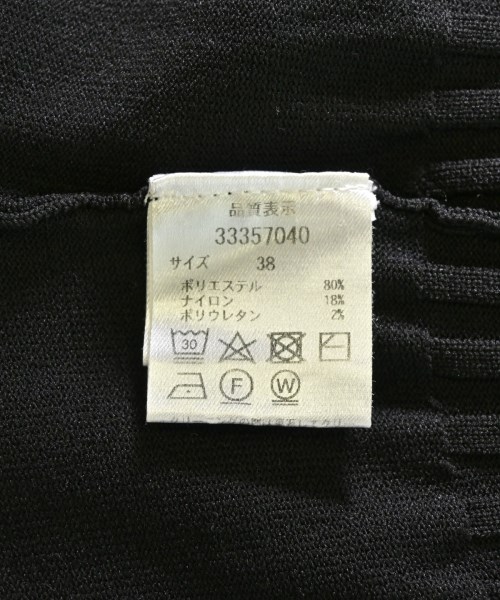 品質表示
33357040
サイズ 38
ポリエステル 80%
ナイロン 18%
ポリウレタン 2%
30
F W